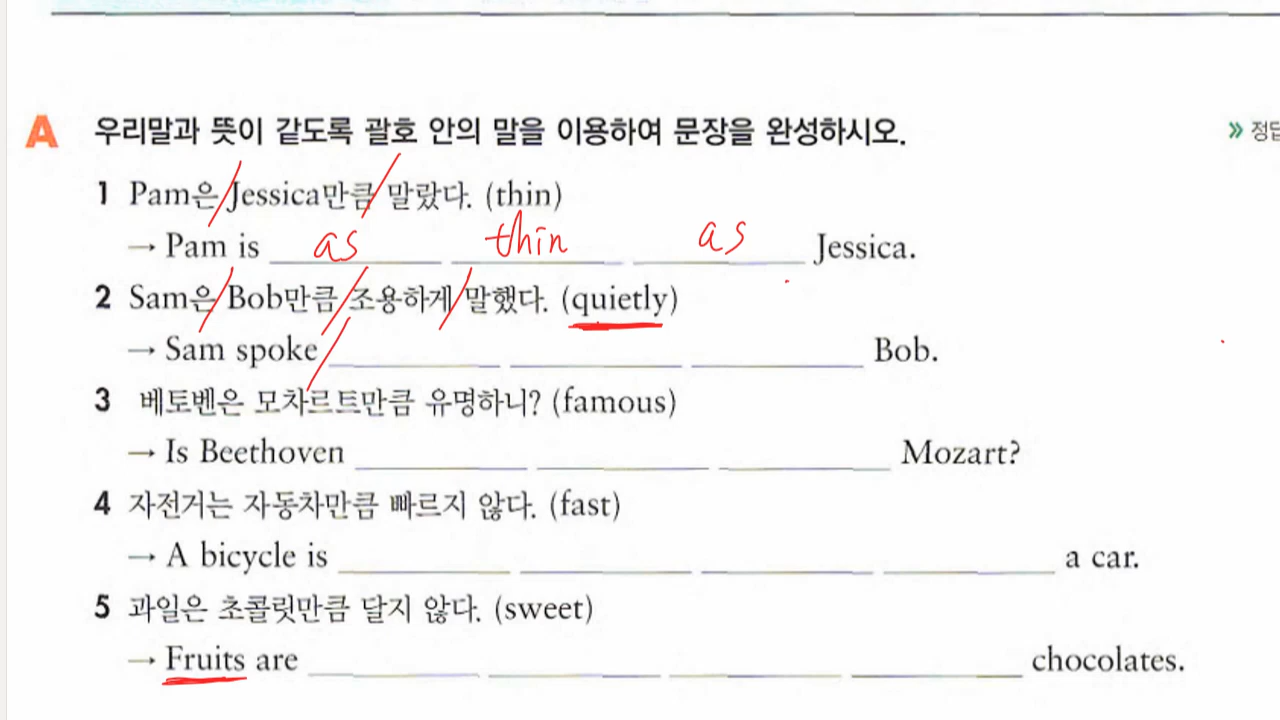 A 우리말과 뜻이 같도록 괄호 안의 말을 이용하여 문장을 완성하시오. » 정답
1 Pam은 Jessica만큼 말랐다. (thin)
→ Pam is as thin as Jessica.
2 Sam은 Bob만큼 조용하게 말했다. (quietly)
→ Sam spoke Bob.
3 베토벤은 모차르트만큼 유명하니? (famous)
→ Is Beethoven Mozart?
4 자전거는 자동차만큼 빠르지 않다. (fast)
→ A bicycle is a car.
5 과일은 초콜릿만큼 달지 않다. (sweet)
→ Fruits are chocolates.